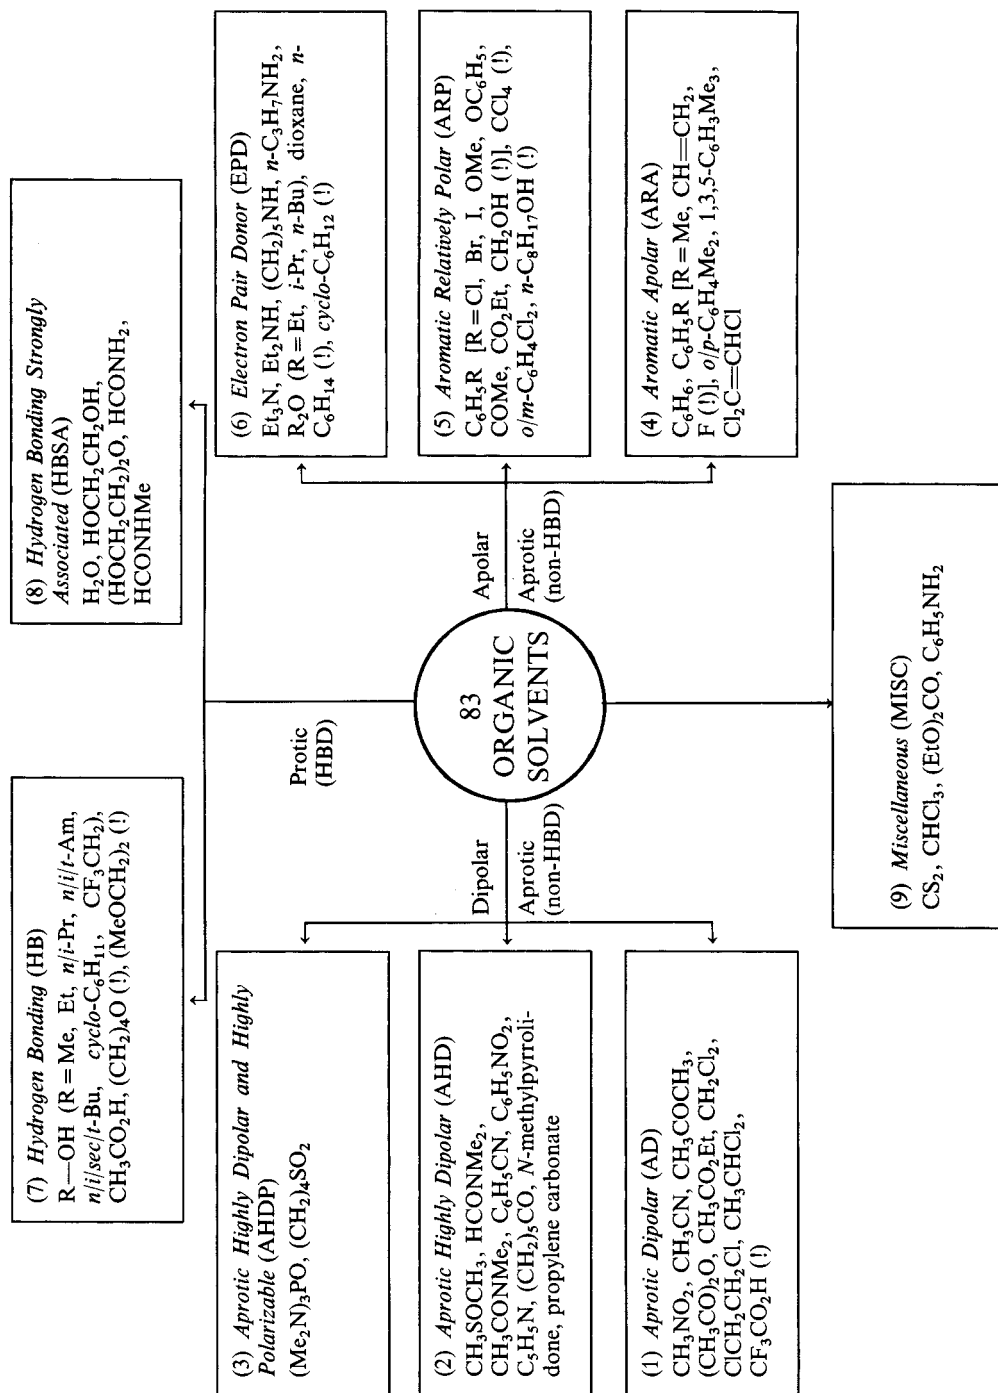 (7) Hydrogen Bonding (HB)
R—OH (R=Me, Et, n/i-Pr, n/i/t-Am,
n/i/sec/t-Bu, cyclo-C₆H₁₁, CF₃CH₂),
CH₃CO₂H, (CH₂)₄O (!), (MeOCH₂)₂ (!)
(8) Hydrogen Bonding Strongly
Associated (HBSA)
H₂O, HOCH₂CH₂OH,
(HOCH₂CH₂)₂O, HCONH₂,
HCONHMe
Protic
(HBD)
(3) Aprotic Highly Dipolar and Highly
Polarizable (AHDP)
(Me₂N)₃PO, (CH₂)₄SO₂
(2) Aprotic Highly Dipolar (AHD)
CH₃SOCH₃, HCONMe₂,
CH₃CONMe₂, C₆H₅CN, C₆H₅NO₂,
C₅H₅N, (CH₂)₅CO, N-methylpyrroli-
done, propylene carbonate
(1) Aprotic Dipolar (AD)
CH₃NO₂, CH₃CN, CH₃COCH₃,
(CH₃CO)₂O, CH₃CO₂Et, CH₂Cl₂,
ClCH₂CH₂Cl, CH₃CHCl₂,
CF₃CO₂H (!)
Dipolar
Aprotic
(non-HBD)
83
ORGANIC
SOLVENTS
Apolar
Aprotic
(non-HBD)
(6) Electron Pair Donor (EPD)
Et₃N, Et₂NH, (CH₂)₅NH, n-C₃H₇NH₂,
R₂O (R=Et, i-Pr, n-Bu), dioxane, n-
C₆H₁₄ (!), cyclo-C₆H₁₂ (!)
(5) Aromatic Relatively Polar (ARP)
C₆H₅R [R=Cl, Br, I, OMe, OC₆H₅,
COMe, CO₂Et, CH₂OH (!)], CCl₄ (!),
o/m-C₆H₄Cl₂, n-C₈H₁₇OH (!)
(4) Aromatic Apolar (ARA)
C₆H₆, C₆H₅R [R=Me, CH=CH₂,
F (!)], o/p-C₆H₄Me₂, 1,3,5-C₆H₃Me₃,
Cl₂C=CHCl
(9) Miscellaneous (MISC)
CS₂, CHCl₃, (EtO)₂CO, C₆H₅NH₂